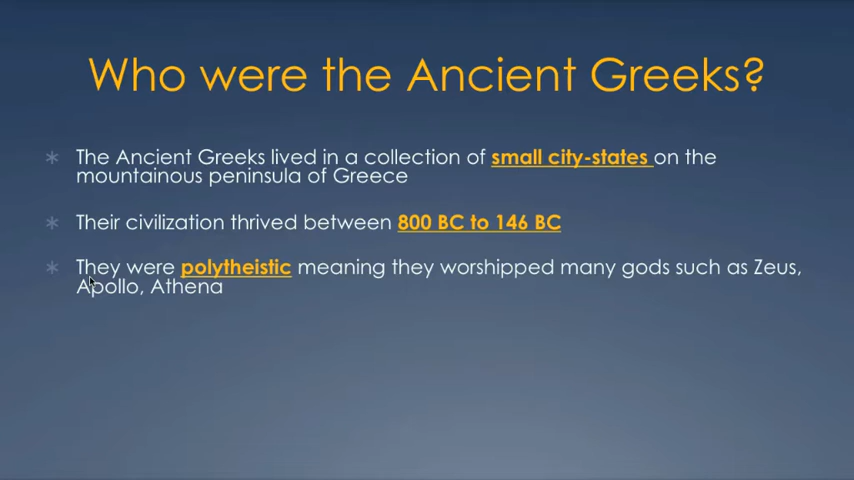 Who were the Ancient Greeks?
The Ancient Greeks lived in a collection of small city-states on the
mountainous peninsula of Greece
Their civilization thrived between 800 BC to 146 BC
They were polytheistic meaning they worshipped many gods such as Zeus,
Apollo, Athena